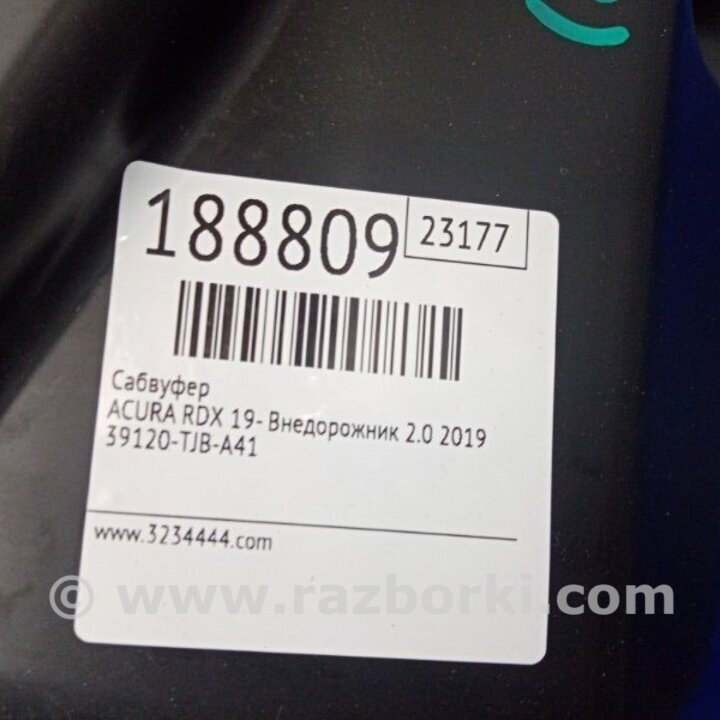 188809
23177
Сабвуфер
ACURA RDX 19- Внедорожник 2.0 2019
39120-TJB-A41
www.3234444.com
© www.razborki.com